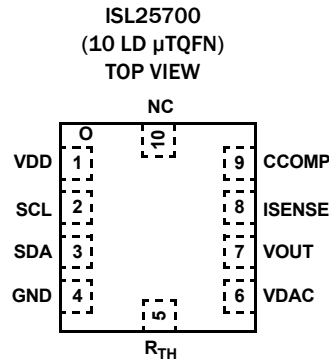 ISL25700
(10 LD µTQFN)
TOP VIEW
NC
O
10
VDD 1
9 CCOMP
SCL 2
8 ISENSE
SDA 3
7 VOUT
GND 4
6 VDAC
5
RTH